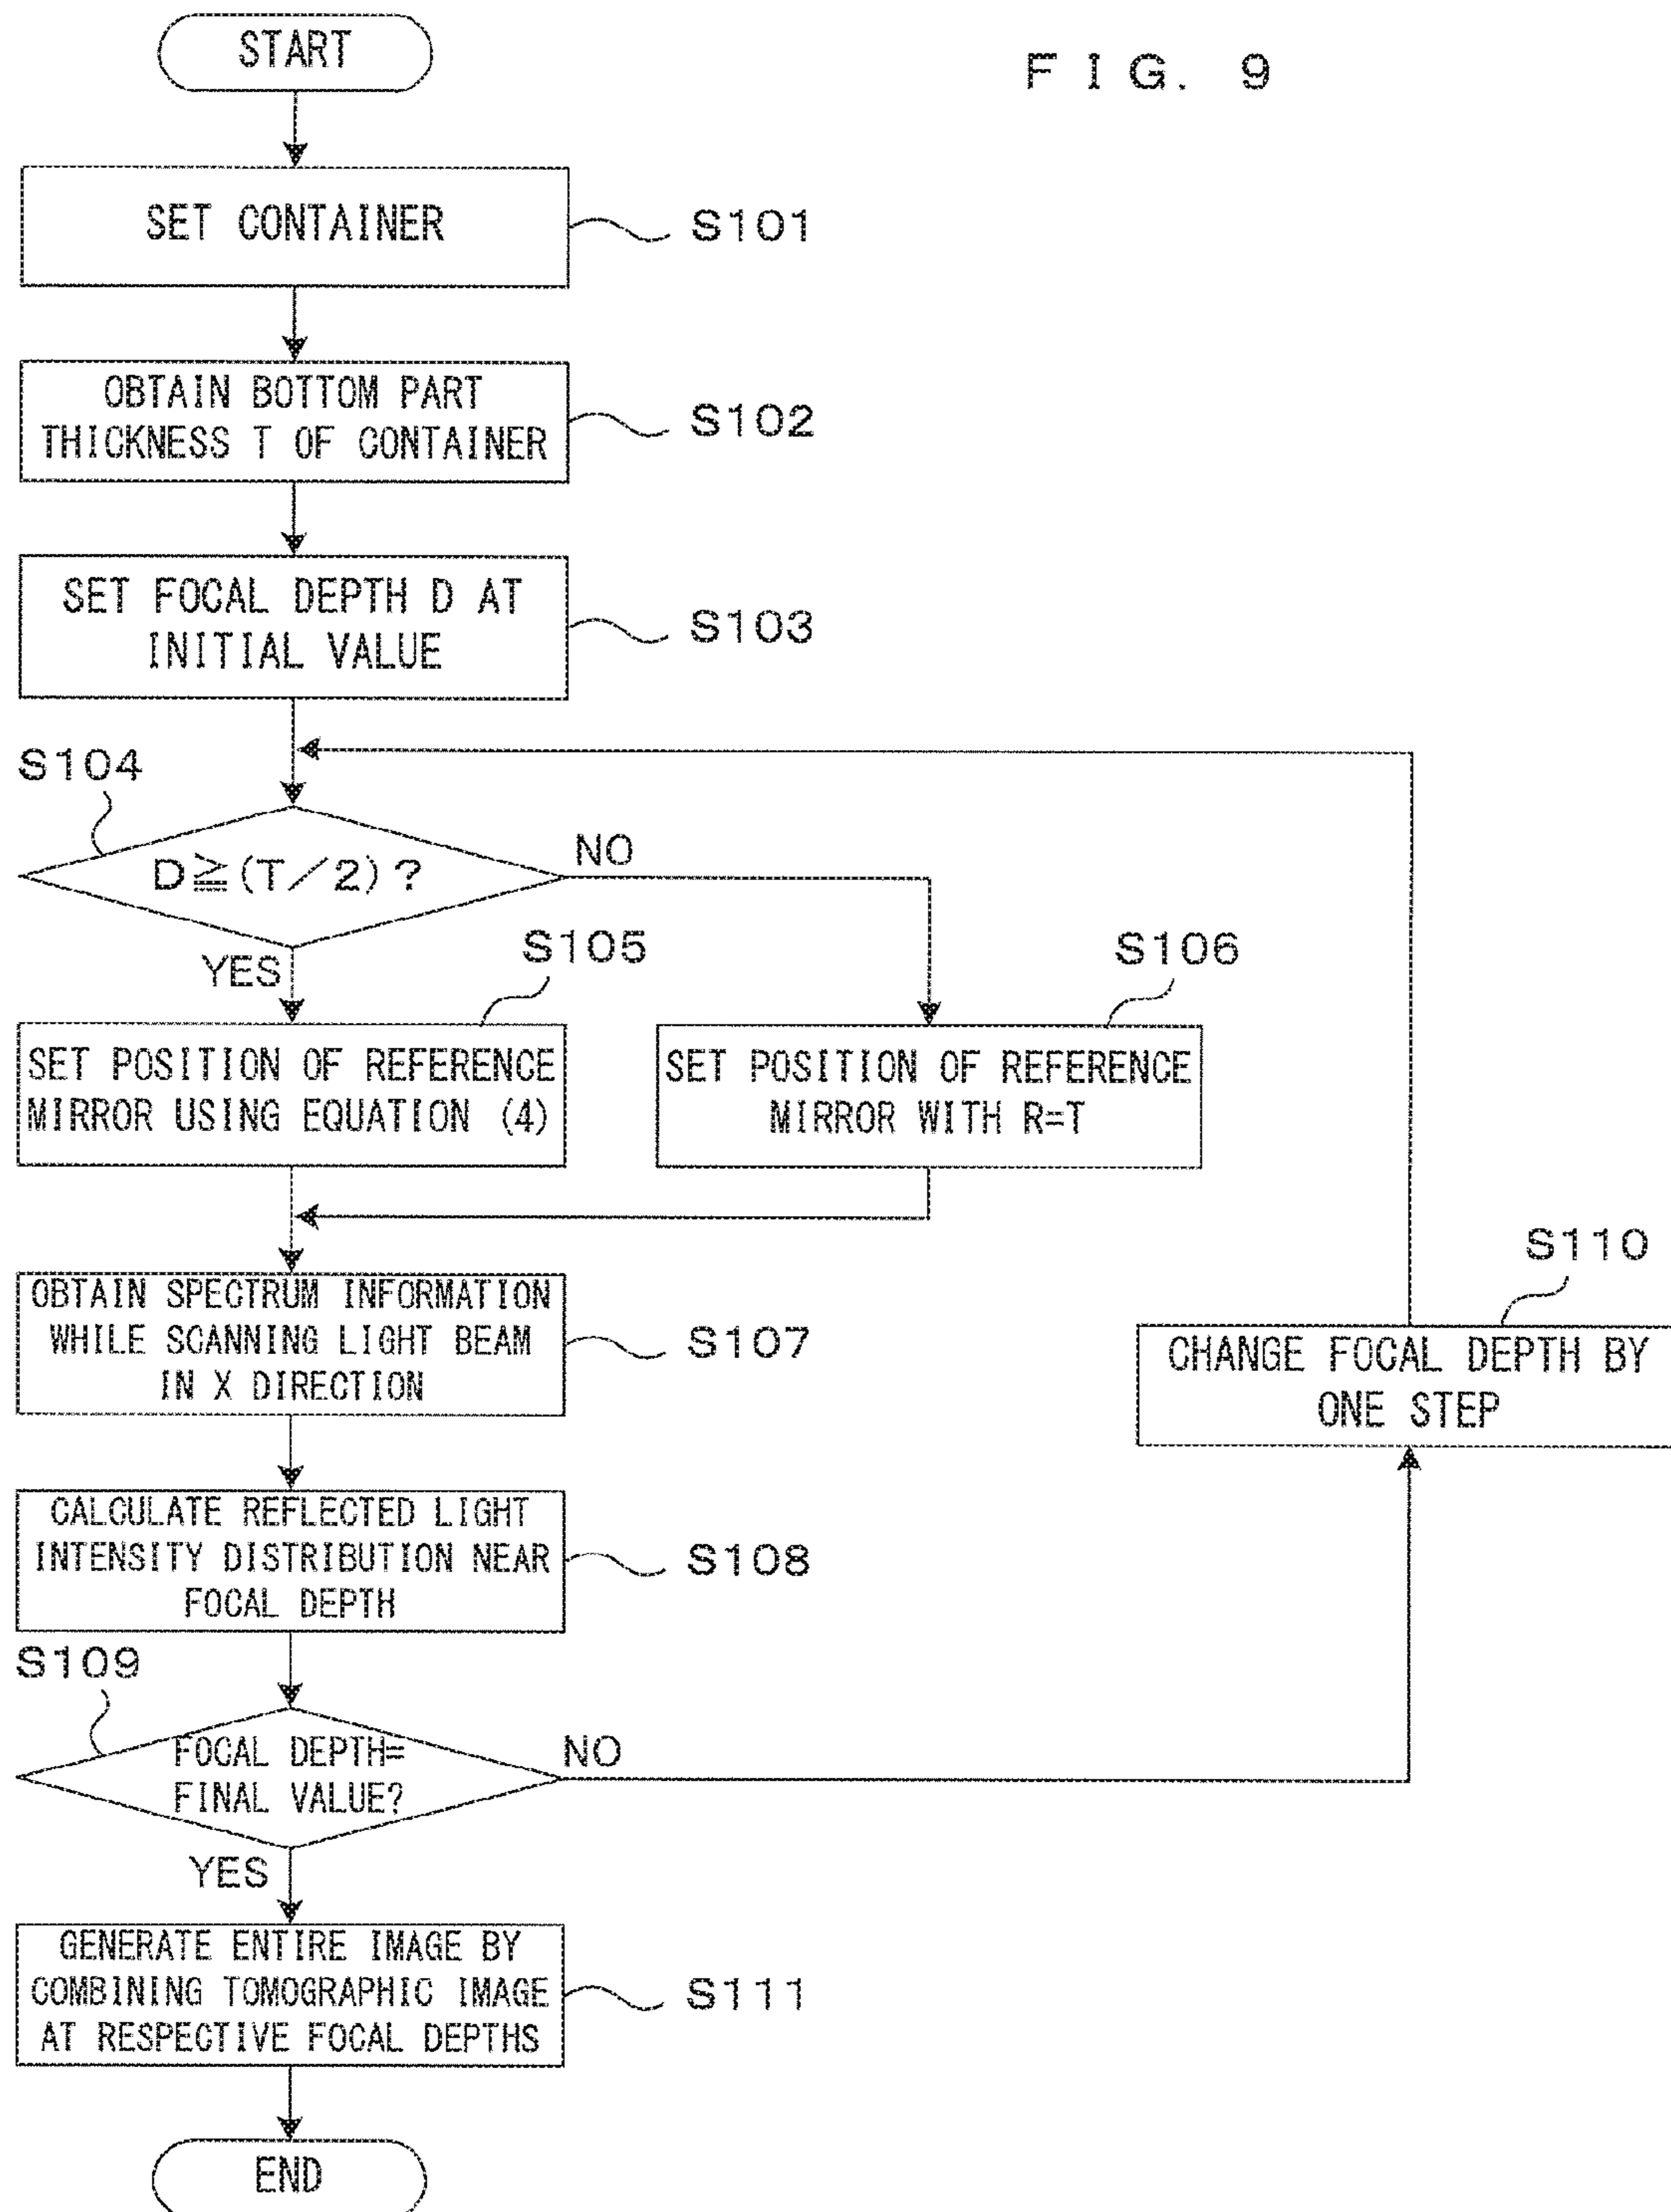 START
FIG. 9
SET CONTAINER
S101
OBTAIN BOTTOM PART
THICKNESS T OF CONTAINER
S102
SET FOCAL DEPTH D AT
INITIAL VALUE
S103
S104
D≧(T/2)?
NO
YES
S105
S106
SET POSITION OF REFERENCE
MIRROR USING EQUATION (4)
SET POSITION OF REFERENCE
MIRROR WITH R=T
OBTAIN SPECTRUM INFORMATION
WHILE SCANNING LIGHT BEAM
IN X DIRECTION
S107
S110
CHANGE FOCAL DEPTH BY
ONE STEP
CALCULATE REFLECTED LIGHT
INTENSITY DISTRIBUTION NEAR
FOCAL DEPTH
S108
S109
FOCAL DEPTH=
FINAL VALUE?
NO
YES
GENERATE ENTIRE IMAGE BY
COMBINING TOMOGRAPHIC IMAGE
AT RESPECTIVE FOCAL DEPTHS
S111
END